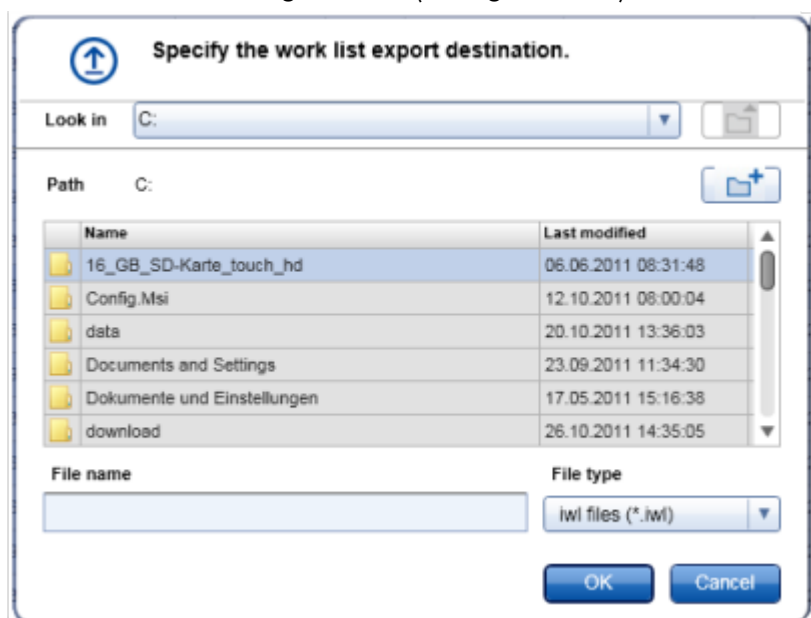 Specify the work list export destination.
Look in C:
Path C:
Name Last modified
16_GB_SD-Karte_touch_hd 06.06.2011 08:31:48
Config.Msi 12.10.2011 08:00:04
data 20.10.2011 13:36:03
Documents and Settings 23.09.2011 11:34:30
Dokumente und Einstellungen 17.05.2011 15:16:38
download 26.10.2011 14:35:05
File name File type
iwl files (*.iwl)
OK Cancel